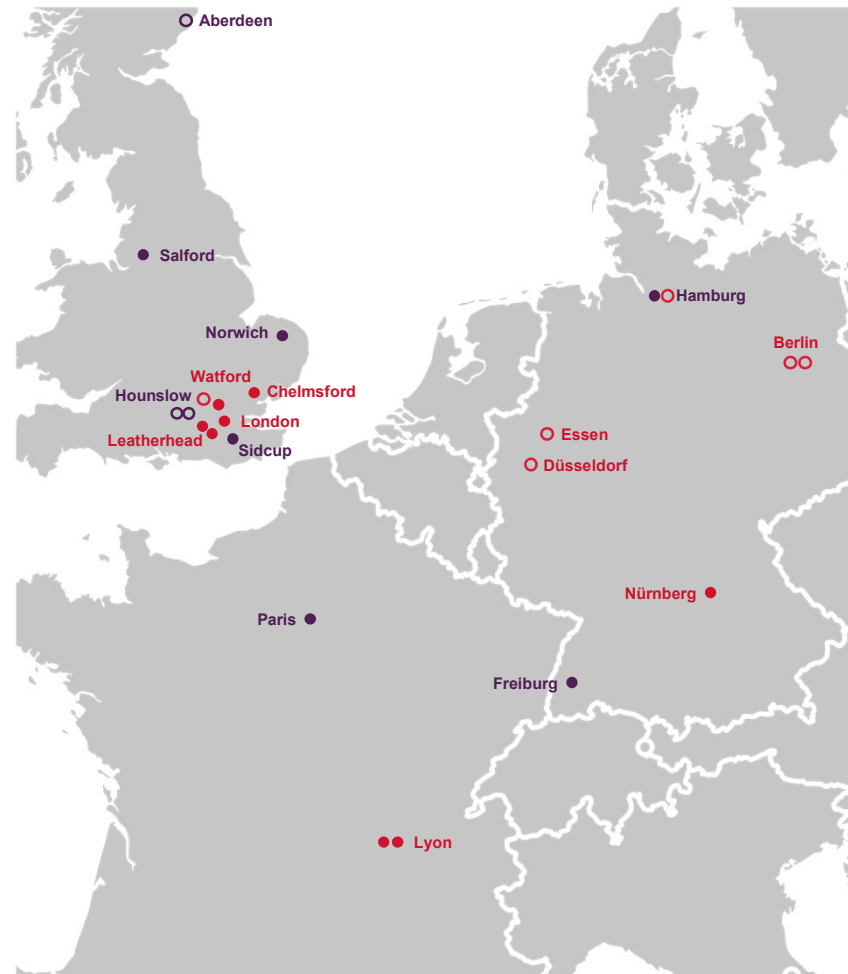 Aberdeen
Salford
Hamburg
Norwich
Berlin
Watford
Hounslow
Chelmsford
London
Leatherhead
Sidcup
Essen
Düsseldorf
Nürnberg
Paris
Freiburg
Lyon